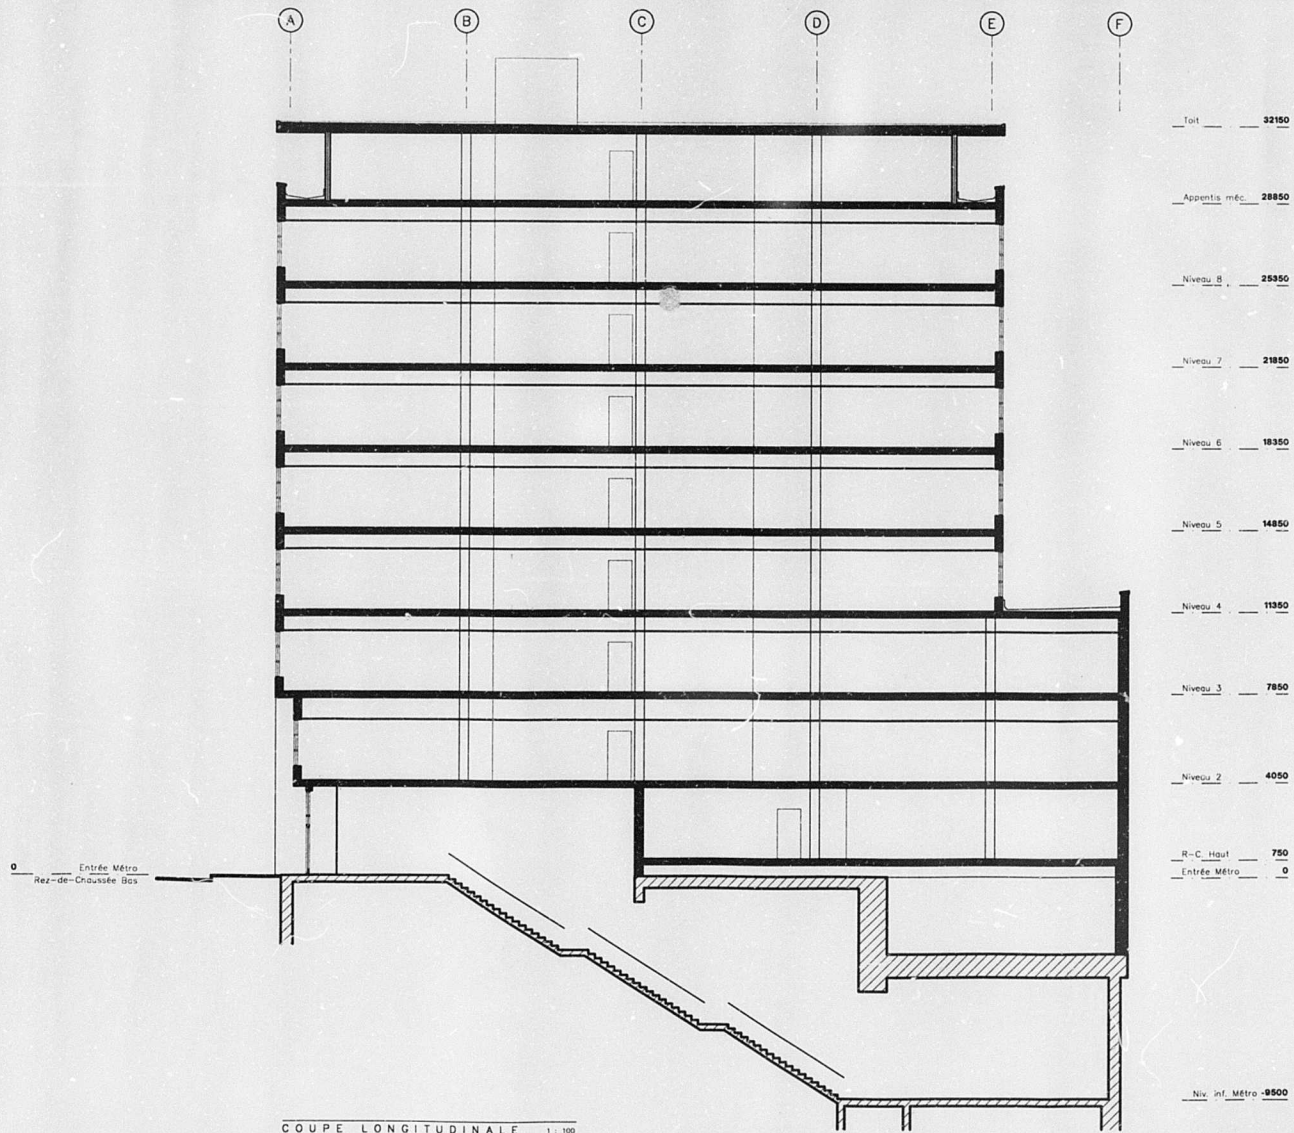 A B C D E F
Toit 32150
Appentis méc. 28850
Niveau 8 25350
Niveau 7 21850
Niveau 6 18350
Niveau 5 14850
Niveau 4 11350
Niveau 3 7850
Niveau 2 4050
R-C. Haut 750
Entrée Métro 0
0 Entrée Métro
Rez-de-Chaussée Bas
Niv. inf. Métro -9500
COUPE LONGITUDINALE 1:100